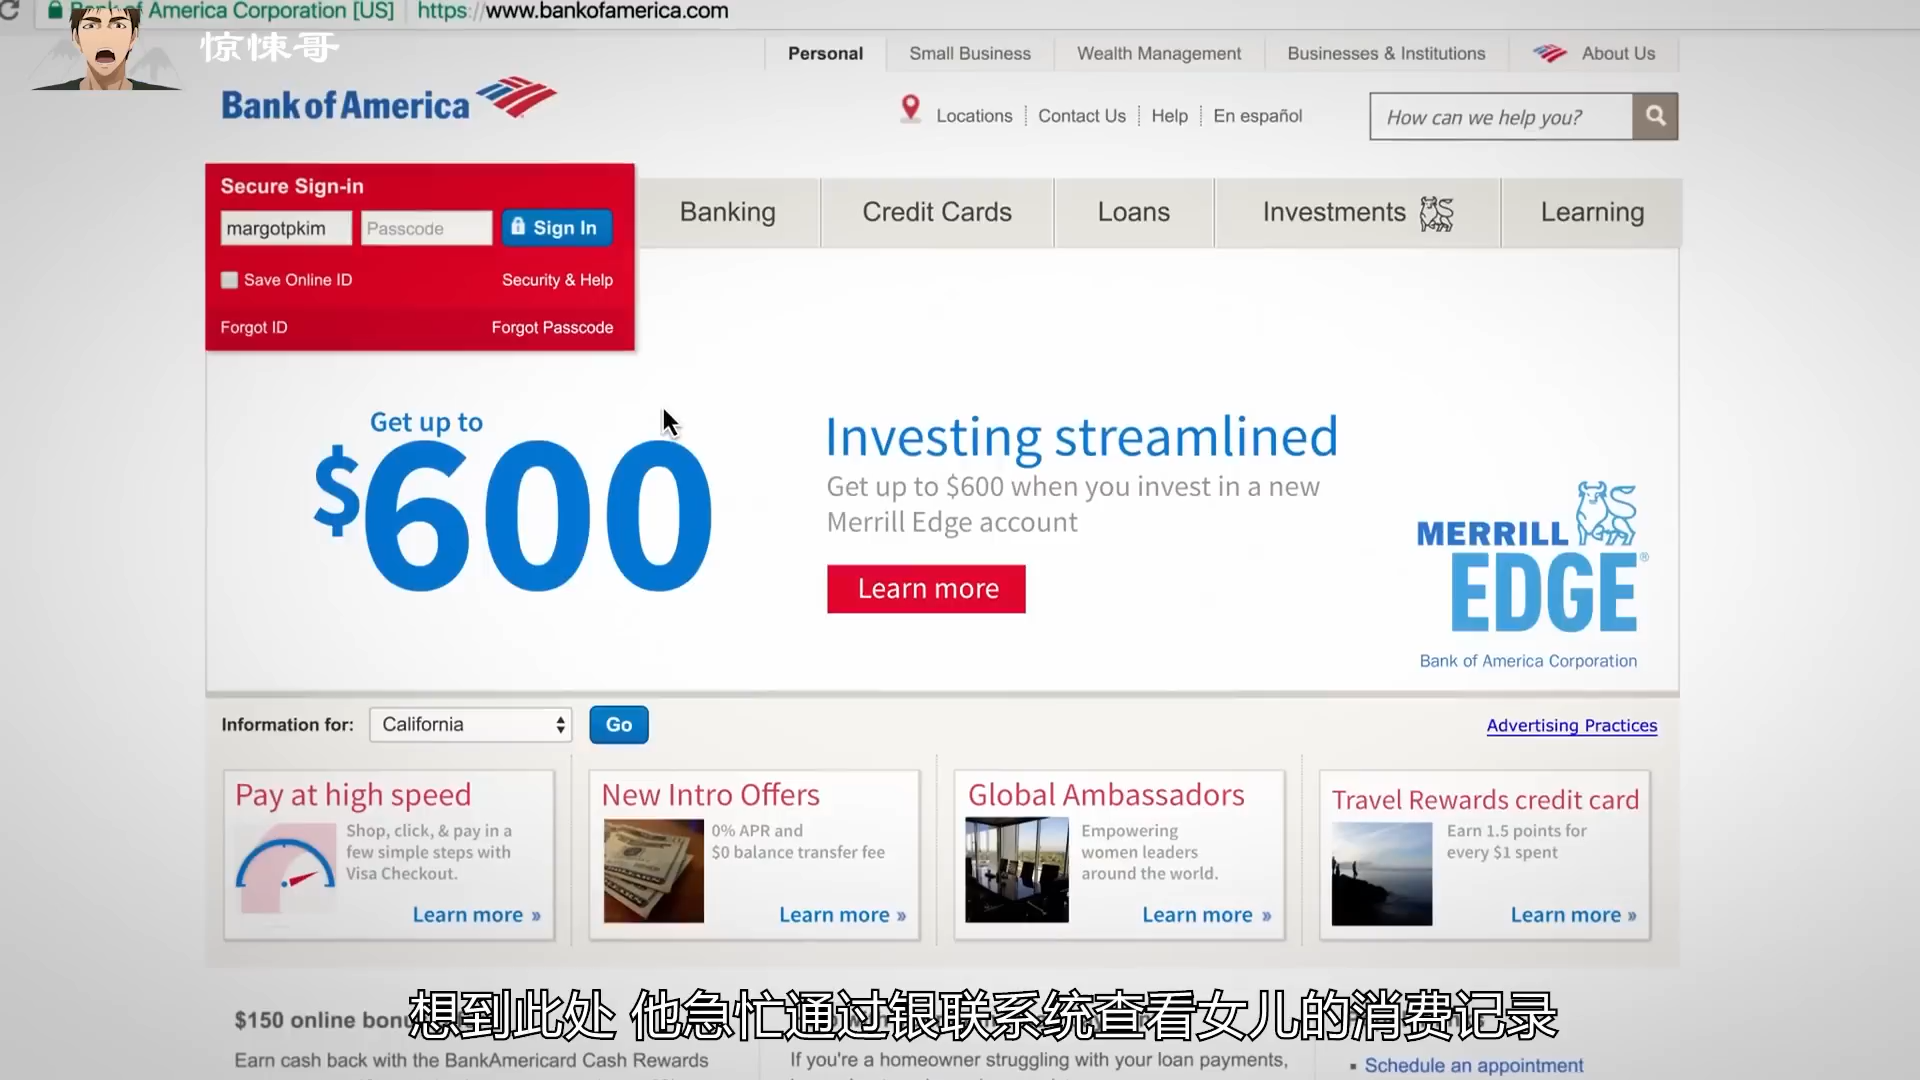 Bank of America Corporation [US] https://www.bankofamerica.com
惊悚哥
Personal Small Business Wealth Management Businesses & Institutions About Us
Bank of America
Locations Contact Us Help En español
How can we help you?
Secure Sign-in
margotpkim Passcode Sign In
Save Online ID Security & Help
Forgot ID Forgot Passcode
Banking Credit Cards Loans Investments Learning
Get up to
$600
Investing streamlined
Get up to $600 when you invest in a new
Merrill Edge account
Learn more
MERRILL
EDGE®
Bank of America Corporation
Information for: California Go
Advertising Practices
Pay at high speed
Shop, click, & pay in a
few simple steps with
Visa Checkout.
Learn more »
New Intro Offers
0% APR and
$0 balance transfer fee
Learn more »
Global Ambassadors
Empowering
women leaders
around the world.
Learn more »
Travel Rewards credit card
Earn 1.5 points for
every $1 spent
Learn more »
$150 online
想到此处 他急忙通过银联系统查看女儿的消费记录
Earn cash back with the BankAmericard Cash Rewards
If you're a homeowner struggling with your loan payments,
Schedule an appointment